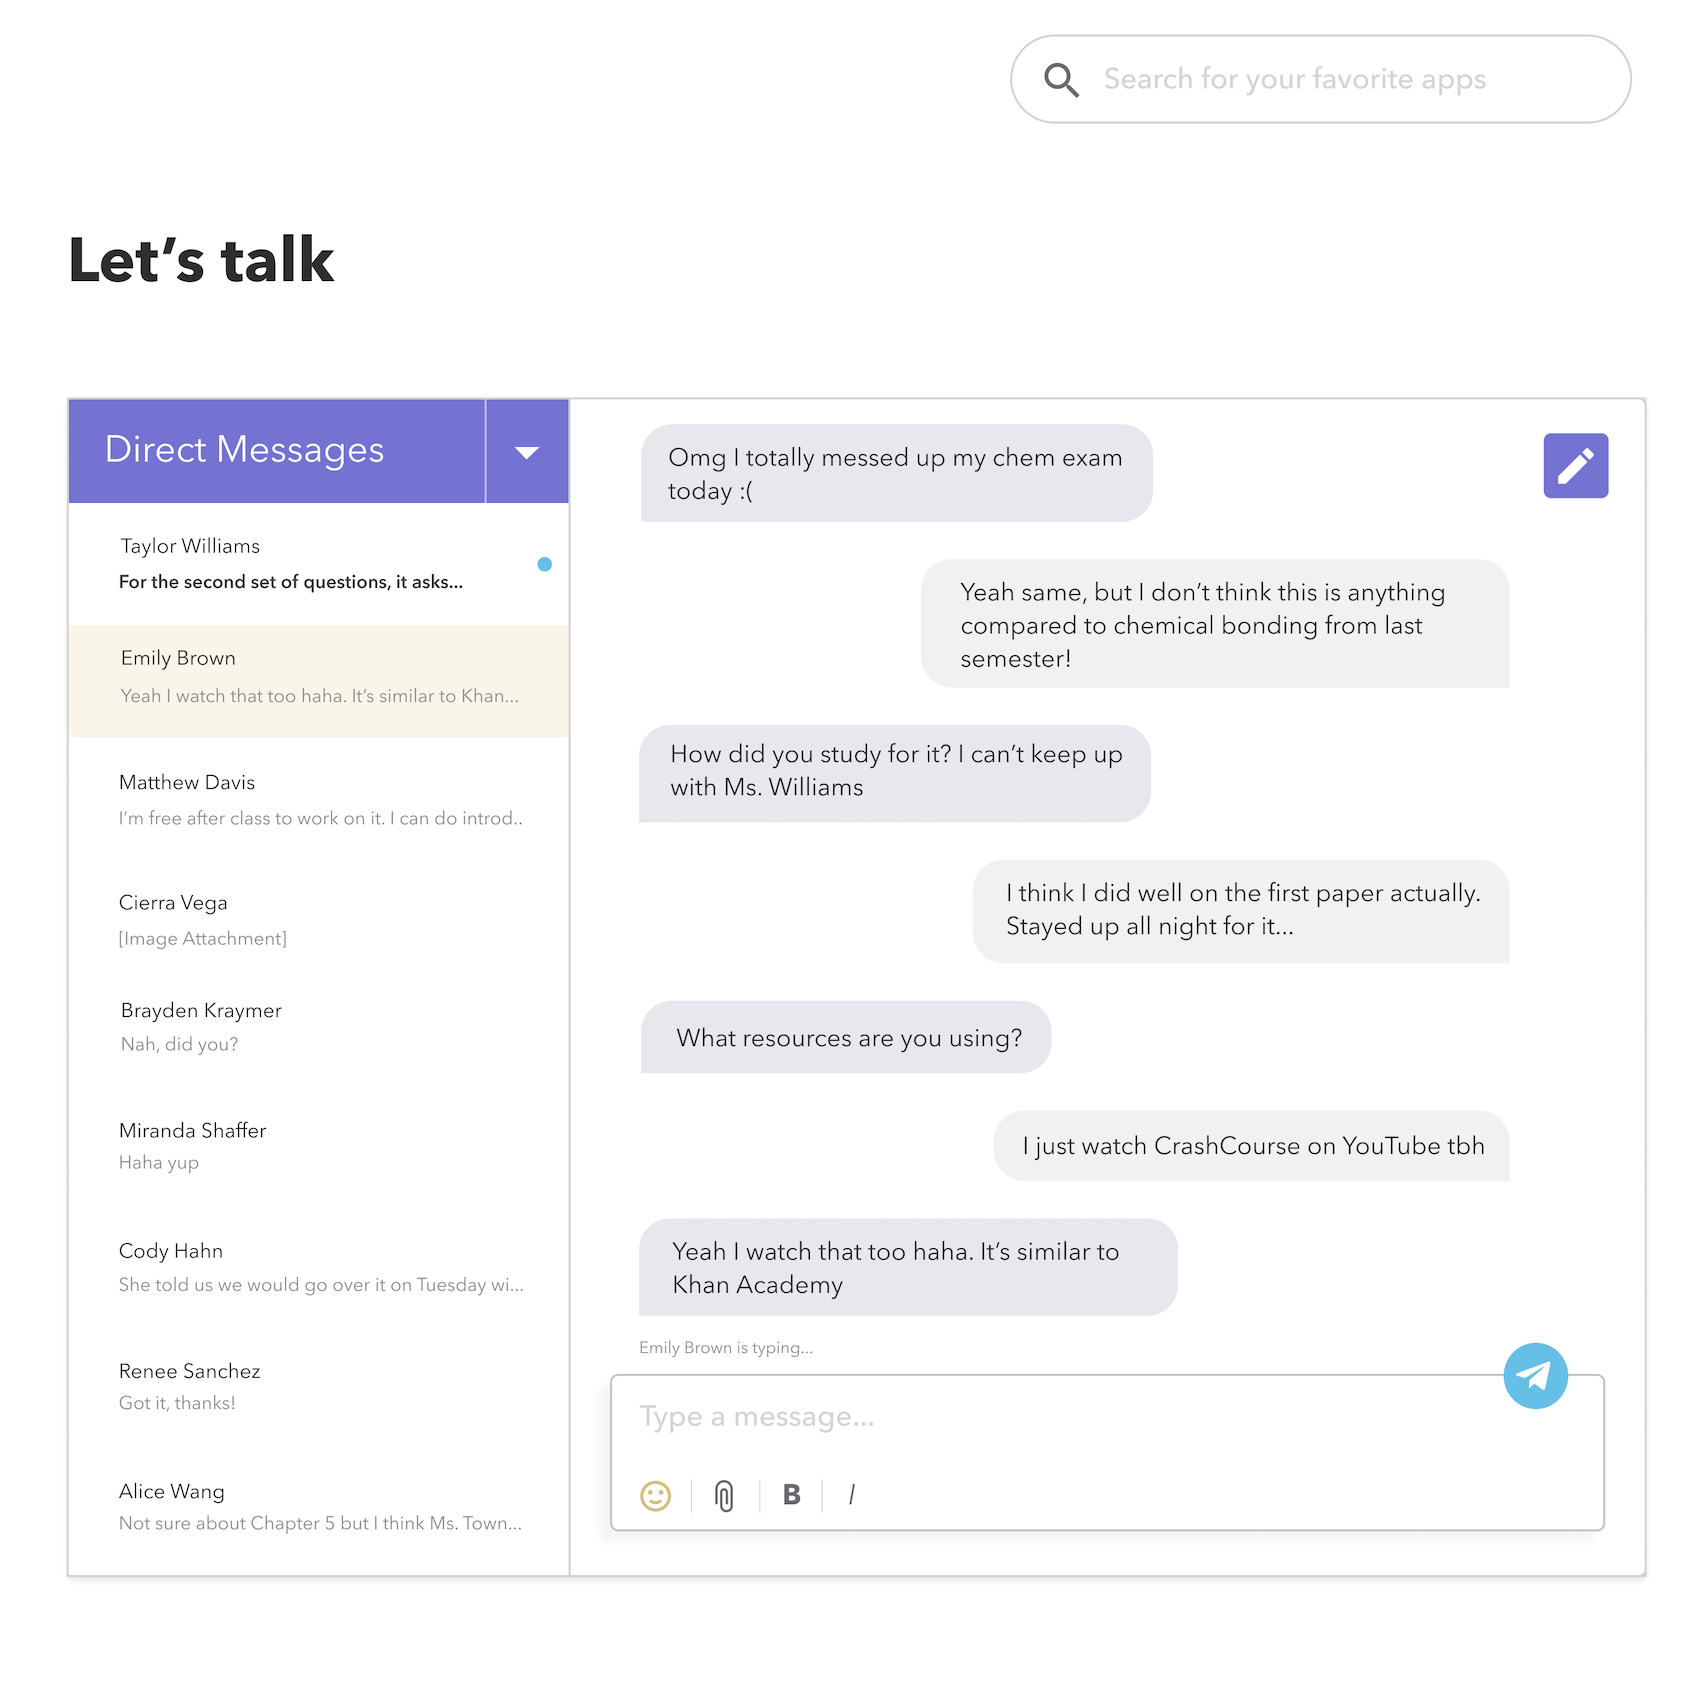 Search for your favorite apps
Let's talk
Direct Messages
Taylor Williams
For the second set of questions, it asks...
Emily Brown
Yeah I watch that too haha. It's similar to Khan...
Matthew Davis
I'm free after class to work on it. I can do introd..
Cierra Vega
[Image Attachment]
Brayden Kraymer
Nah, did you?
Miranda Shaffer
Haha yup
Cody Hahn
She told us we would go over it on Tuesday wi...
Renee Sanchez
Got it, thanks!
Alice Wang
Not sure about Chapter 5 but I think Ms. Town...
Omg I totally messed up my chem exam
today :(
Yeah same, but I don't think this is anything
compared to chemical bonding from last
semester!
How did you study for it? I can't keep up
with Ms. Williams
I think I did well on the first paper actually.
Stayed up all night for it...
What resources are you using?
I just watch CrashCourse on YouTube tbh
Yeah I watch that too haha. It's similar to
Khan Academy
Emily Brown is typing...
Type a message...
B I